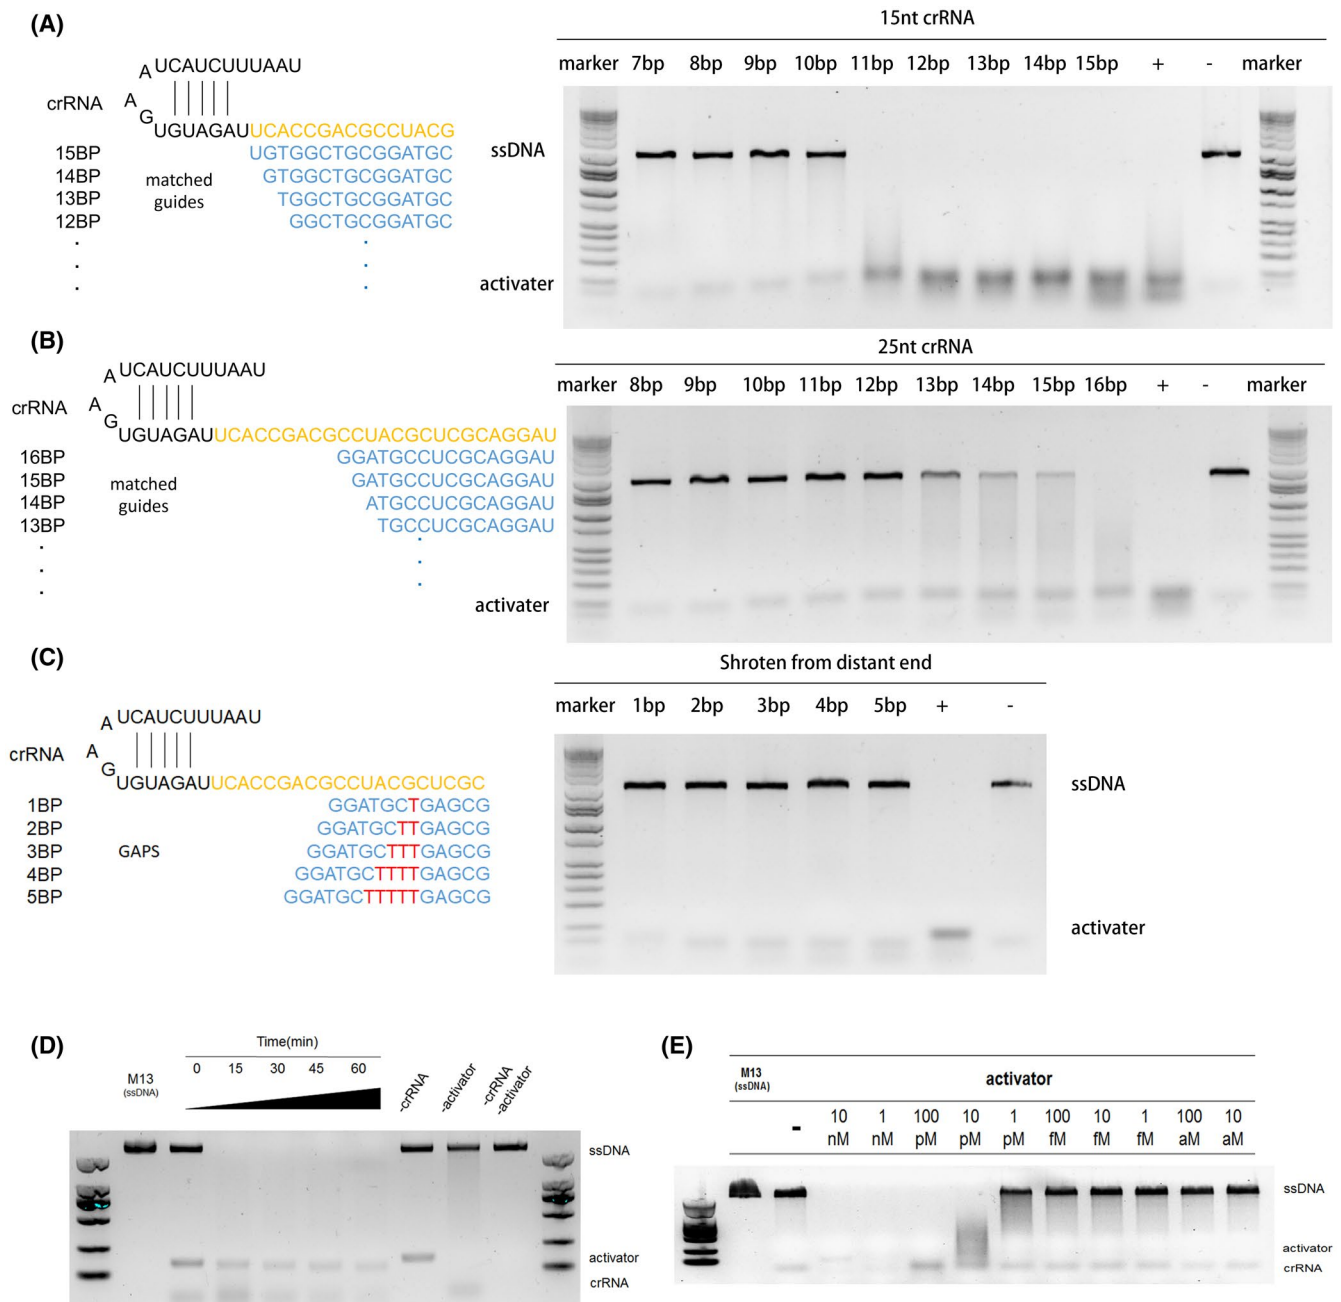 (A)
15nt crRNA
marker 7bp 8bp 9bp 10bp 11bp 12bp 13bp 14bp 15bp + - marker
A UCAUCUUUAAU
A
G
crRNA
UGUAGAUUCACCGACGCCUACG
15BP UGTGGCTGCGGATGC
14BP GTGGCTGCGGATGC
13BP TGGCTGCGGATGC
12BP GGCTGCGGATGC
matched
guides
ssDNA
activater
(B)
25nt crRNA
marker 8bp 9bp 10bp 11bp 12bp 13bp 14bp 15bp 16bp + - marker
A UCAUCUUUAAU
A
G
crRNA
UGUAGAUUCACCGACGCCUACGCUCGCAGGAU
16BP GGATGCCUCGCAGGAU
15BP GATGCCUCGCAGGAU
14BP ATGCCUCGCAGGAU
13BP TGCCUCGCAGGAU
matched
guides
activater
(C)
Shroten from distant end
marker 1bp 2bp 3bp 4bp 5bp + -
A UCAUCUUUAAU
A
G
crRNA
UGUAGAUUCACCGACGCCUACGCUCGC
1BP GGATGCTGAGCG
2BP GGATGCTTGAGCG
3BP GGATGCTTTGAGCG
4BP GGATGCTTTTGAGCG
5BP GGATGCTTTTTGAGCG
GAPS
ssDNA
activater
(D)
Time(min)
M13
(ssDNA)
0 15 30 45 60
-crRNA
-activator
-crRNA
-activator
ssDNA
activator
crRNA
(E)
M13
(ssDNA)
activator
-
10 nM
1 nM
100 pM
10 pM
1 pM
100 fM
10 fM
1 fM
100 aM
10 aM
ssDNA
activator
crRNA